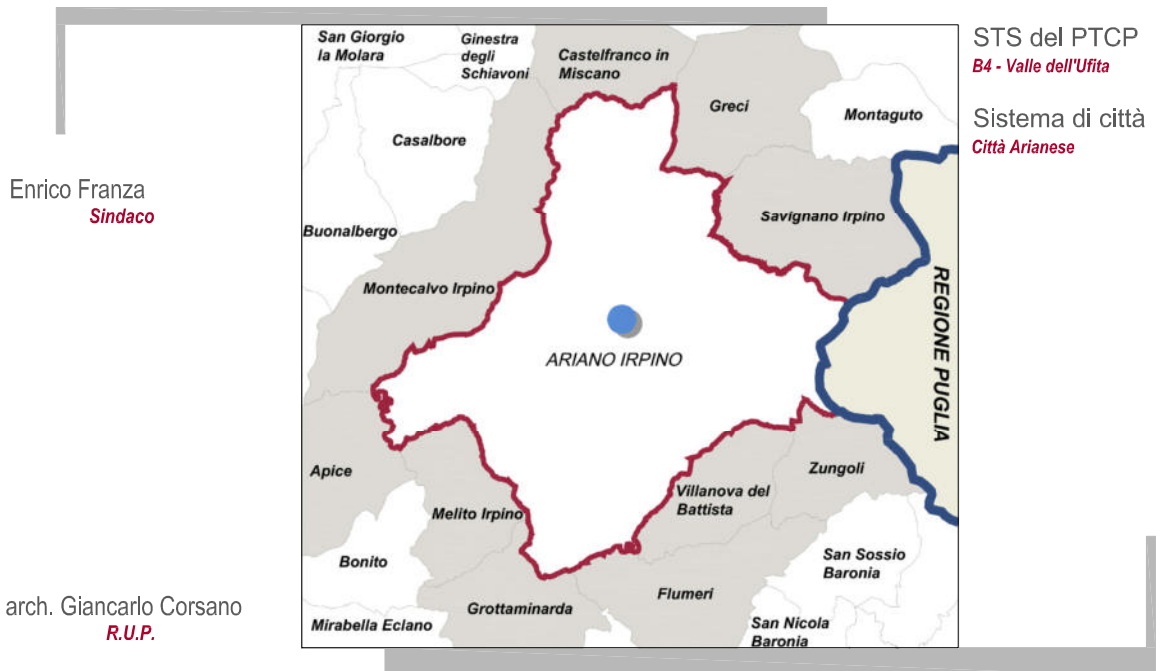 STS del PTCP
B4 - Valle dell'Ufita
Sistema di città
Città Arianese
Enrico Franza
Sindaco
arch. Giancarlo Corsano
R.U.P.
San Giorgio
la Molara
Ginestra
degli
Schiavoni
Castelfranco in
Miscano
Greci
Montaguto
Casalbore
Savignano Irpino
Buonalbergo
Montecalvo Irpino
REGIONE PUGLIA
ARIANO IRPINO
Apice
Zungoli
Villanova del
Battista
Melito Irpino
Bonito
San Sossio
Baronia
Flumeri
Grottaminarda
Mirabella Eclano
San Nicola
Baronia